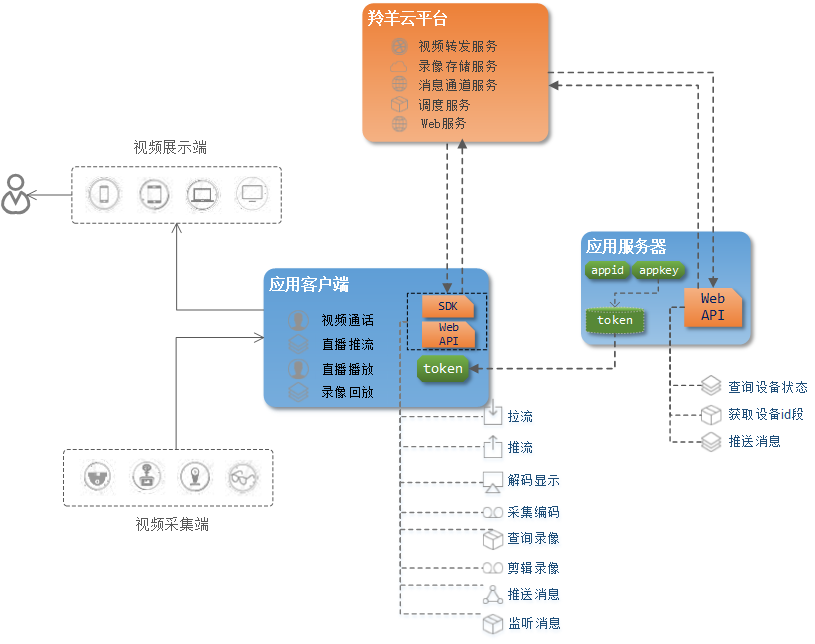 羚羊云平台
视频转发服务
录像存储服务
消息通道服务
调度服务
Web服务
视频展示端
应用客户端
视频通话
直播推流
直播播放
录像回放
SDK
Web
API
token
应用服务器
appid
appkey
token
Web
API
查询设备状态
获取设备id段
推送消息
拉流
推流
解码显示
采集编码
查询录像
剪辑录像
推送消息
监听消息
视频采集端